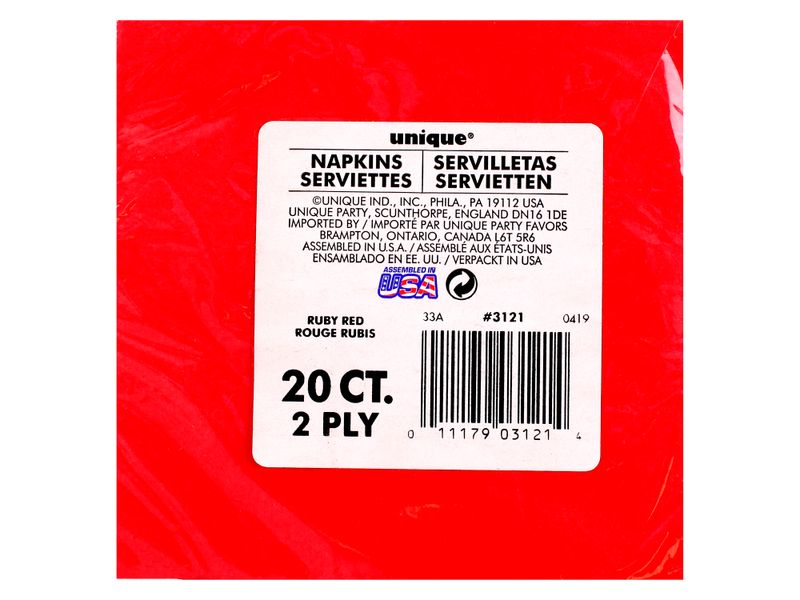 unique®
NAPKINS
SERVIETTES
SERVILLETAS
SERVIETTEN
©UNIQUE IND., INC., PHILA., PA 19112 USA
UNIQUE PARTY, SCUNTHORPE, ENGLAND DN16 1DE
IMPORTED BY / IMPORTÉ PAR UNIQUE PARTY FAVORS
BRAMPTON, ONTARIO, CANADA L6T 5R6
ASSEMBLED IN U.S.A. / ASSEMBLÉ AUX ÉTATS-UNIS
ENSAMBLADO EN EE. UU. / VERPACKT IN USA
ASSEMBLED IN
USA
RUBY RED
ROUGE RUBIS
33A #3121 0419
20 CT.
2 PLY
0 11179 03121 4